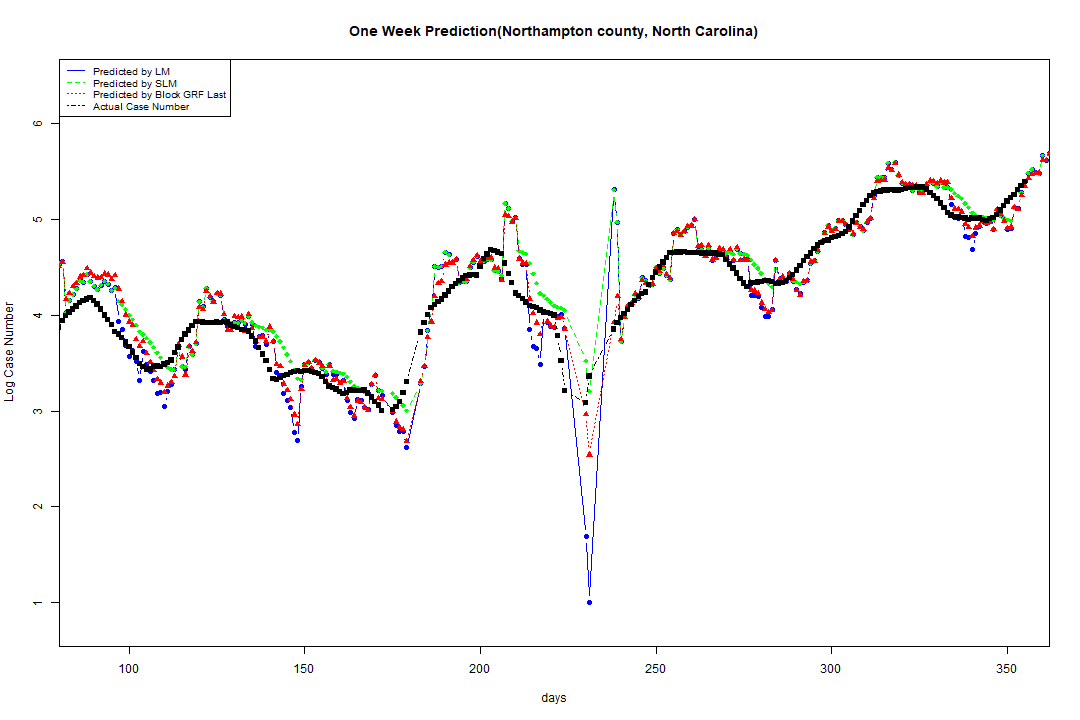 One Week Prediction(Northampton county, North Carolina)
Predicted by LM
Predicted by SLM
Predicted by Block GRF Last
Actual Case Number
Log Case Number
6
5
4
3
2
1
100 150 200 250 300 350
days